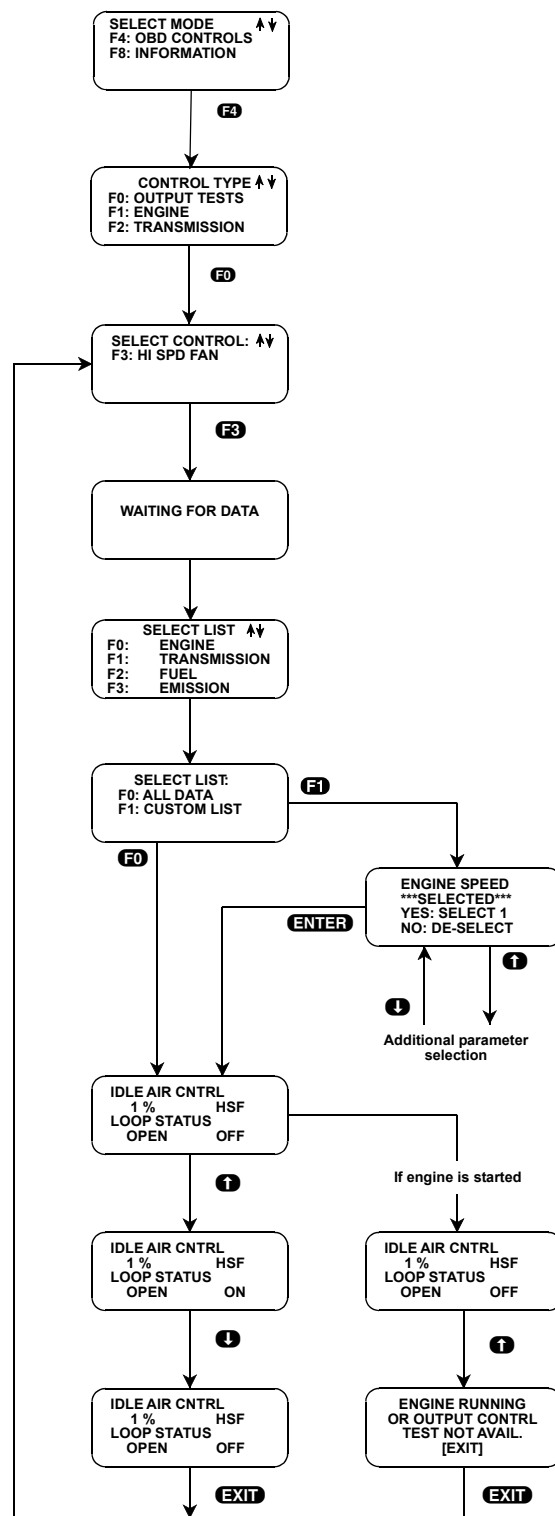 SELECT MODE
F4: OBD CONTROLS
F8: INFORMATION
F4
CONTROL TYPE
F0: OUTPUT TESTS
F1: ENGINE
F2: TRANSMISSION
F0
SELECT CONTROL:
F3: HI SPD FAN
F3
WAITING FOR DATA
SELECT LIST
F0: ENGINE
F1: TRANSMISSION
F2: FUEL
F3: EMISSION
SELECT LIST:
F0: ALL DATA
F1: CUSTOM LIST
F1
F0
ENGINE SPEED
***SELECTED***
YES: SELECT 1
NO: DE-SELECT
ENTER
Additional parameter
selection
IDLE AIR CNTRL
1 % HSF
LOOP STATUS
OPEN OFF
If engine is started
IDLE AIR CNTRL
1 % HSF
LOOP STATUS
OPEN ON
IDLE AIR CNTRL
1 % HSF
LOOP STATUS
OPEN OFF
IDLE AIR CNTRL
1 % HSF
LOOP STATUS
OPEN OFF
ENGINE RUNNING
OR OUTPUT CONTRL
TEST NOT AVAIL.
[EXIT]
EXIT
EXIT